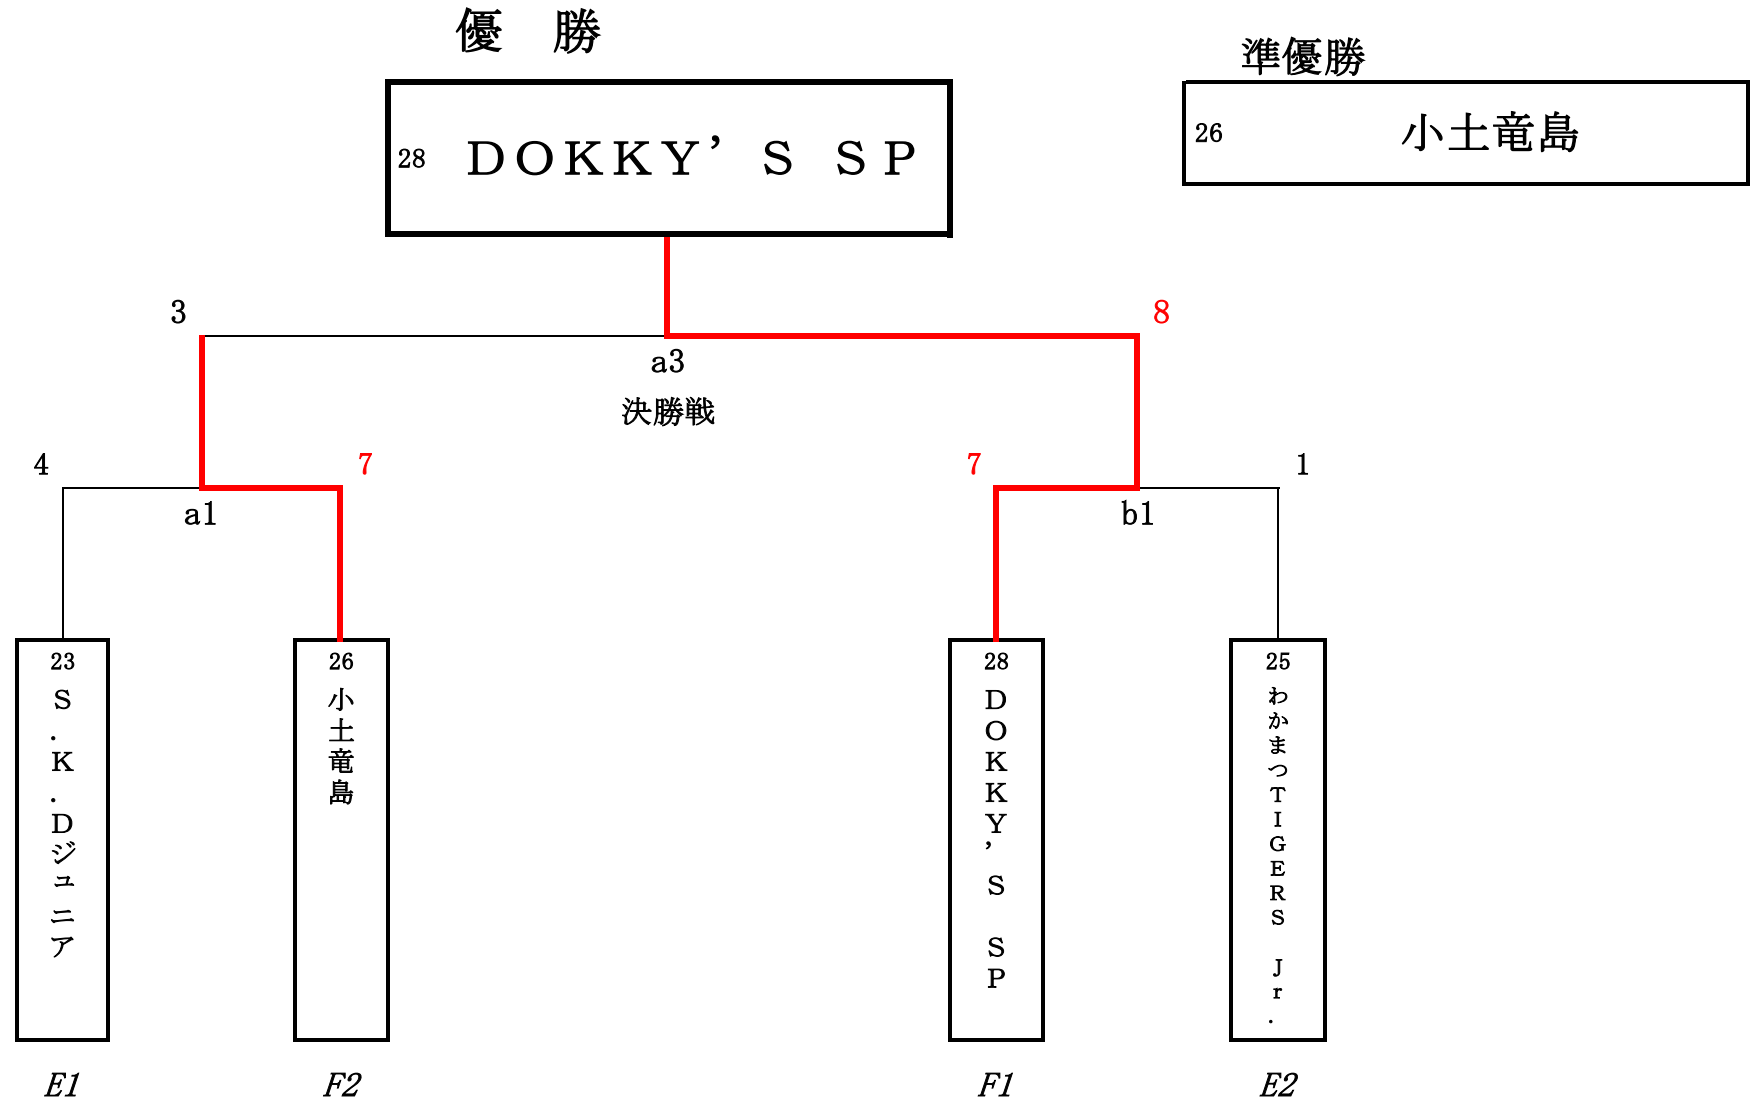 優　勝
準優勝
28 ＤＯＫＫＹ’Ｓ ＳＰ
26 小土竜島
3
8
a3
決勝戦
4
7
7
1
a1
b1
23
Ｓ．Ｋ．Ｄジュニア
26
小土竜島
28
ＤＯＫＫＹ’Ｓ　ＳＰ
25
わかまつＴＩＧＥＲＳ　Ｊｒ．
E1
F2
F1
E2